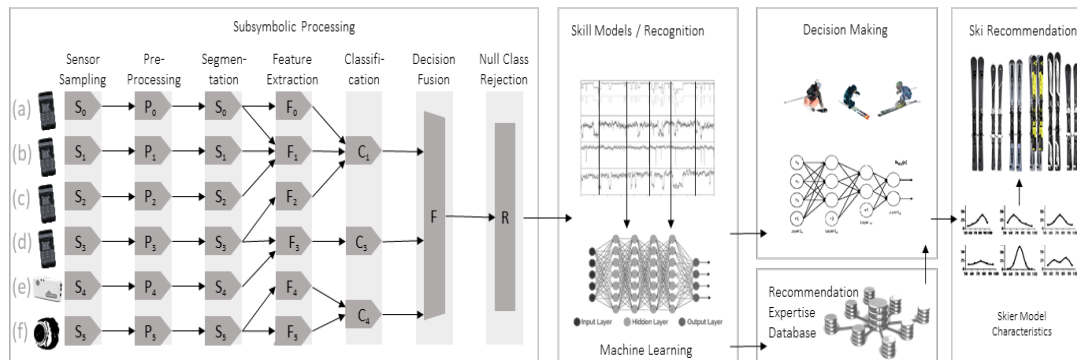 Subsymbolic Processing
Sensor Sampling
Pre-Processing
Segmen-tation
Feature Extraction
Classifi-cation
Decision Fusion
Null Class Rejection
(a) S0 P0 S0 F0
(b) S1 P1 S1 F1 C1
(c) S2 P2 S2 F2
(d) S3 P3 S3 F3 C3
(e) S4 P4 S4 F4
(f) S5 P5 S5 F5 C4
F
R
Skill Models / Recognition
Input Layer
Hidden Layer
Output Layer
Machine Learning
Decision Making
Recommendation
Expertise
Database
Ski Recommendation
Skier Model
Characteristics